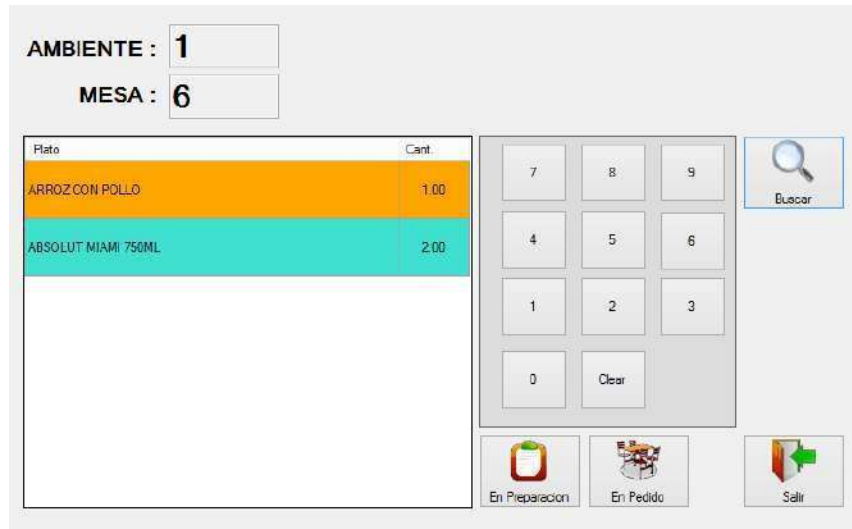 AMBIENTE : 1
MESA : 6
Plato Cant.
ARROZ CON POLLO 1.00
ABSOLUT MIAMI 750ML 2.00
7 8 9
4 5 6
1 2 3
0 Clear
Buscar
En Preparacion En Pedido Salir